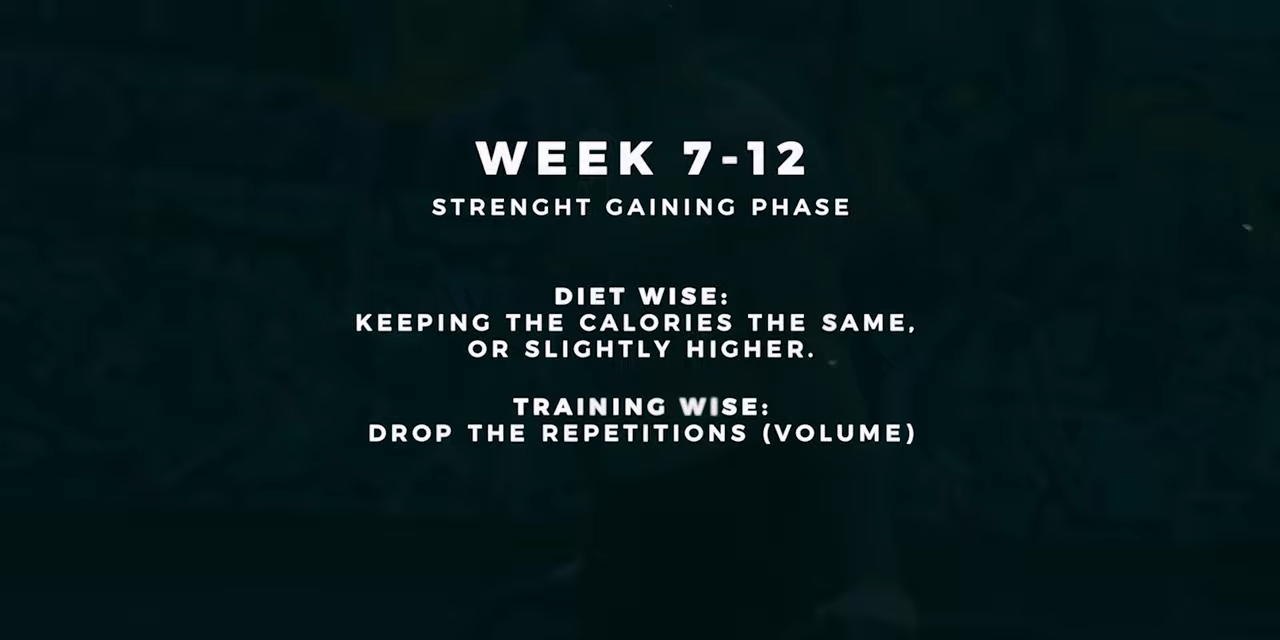 WEEK 7-12
STRENGHT GAINING PHASE
DIET WISE:
KEEPING THE CALORIES THE SAME,
OR SLIGHTLY HIGHER.
TRAINING WISE:
DROP THE REPETITIONS (VOLUME)